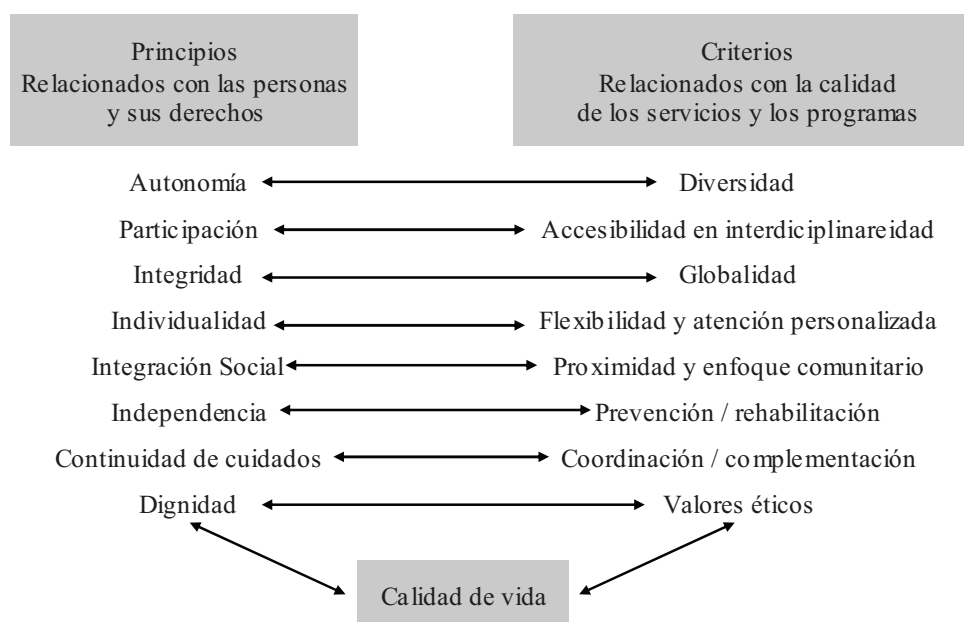 Principios
Relacionados con las personas
y sus derechos
Criterios
Relacionados con la calidad
de los servicios y los programas
Autonomía
Diversidad
Participación
Accesibilidad en interdiciplinareidad
Integridad
Globalidad
Individualidad
Flexibilidad y atención personalizada
Integración Social
Proximidad y enfoque comunitario
Independencia
Prevención / rehabilitación
Continuidad de cuidados
Coordinación / complementación
Dignidad
Valores éticos
Calidad de vida